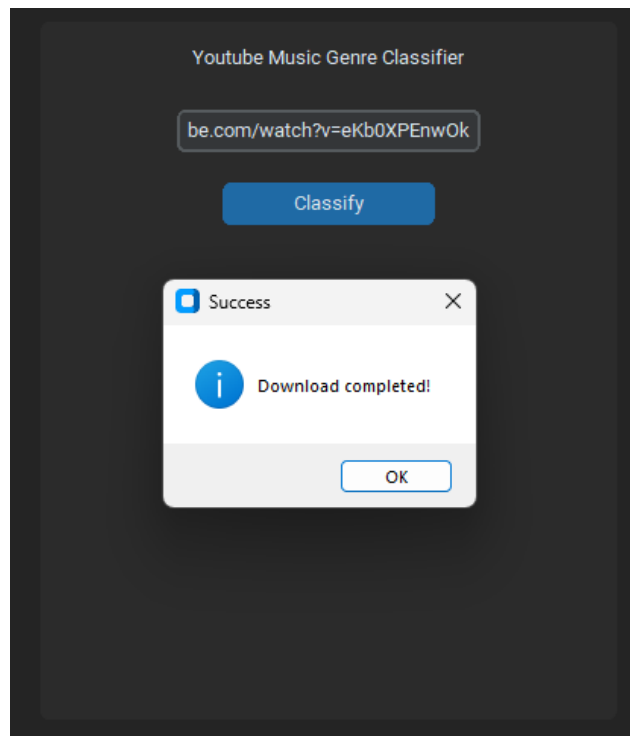 Youtube Music Genre Classifier
be.com/watch?v=eKb0XPEnwOk
Classify
Success
i
Download completed!
OK